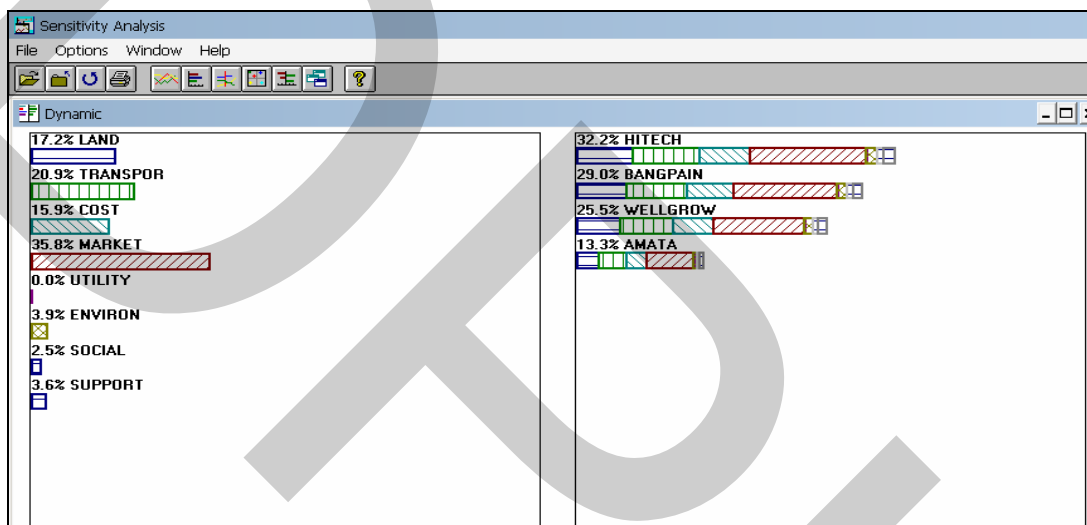 Sensitivity Analysis
File Options Window Help
Dynamic
17.2% LAND
20.9% TRANSPOR
15.9% COST
35.8% MARKET
0.0% UTILITY
3.9% ENVIRON
2.5% SOCIAL
3.6% SUPPORT
32.2% HITECH
29.0% BANGPAIN
25.5% WELLGROW
13.3% AMATA